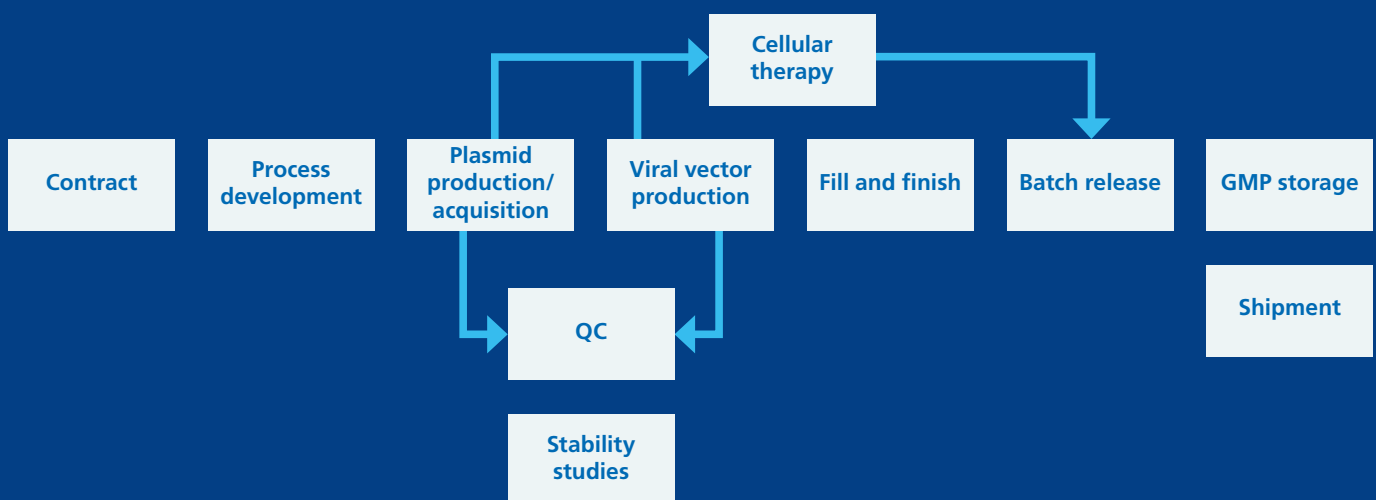 Cellular
therapy
Contract
Process
development
Plasmid
production/
acquisition
Viral vector
production
Fill and finish
Batch release
GMP storage
Shipment
QC
Stability
studies